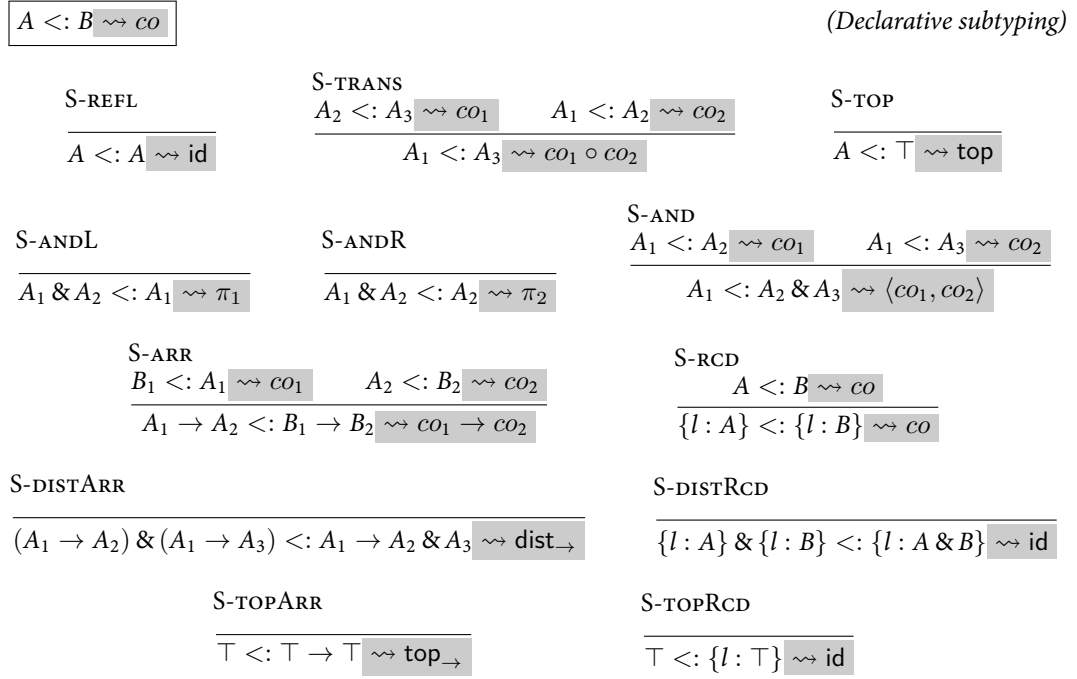 A <: B ⇝ co (Declarative subtyping)
S-REFL
A <: A ⇝ id
S-TRANS
A₂ <: A₃ ⇝ co₁ A₁ <: A₂ ⇝ co₂
A₁ <: A₃ ⇝ co₁ ∘ co₂
S-TOP
A <: ⊤ ⇝ top
S-ANDL
A₁ & A₂ <: A₁ ⇝ π₁
S-ANDR
A₁ & A₂ <: A₂ ⇝ π₂
S-AND
A₁ <: A₂ ⇝ co₁ A₁ <: A₃ ⇝ co₂
A₁ <: A₂ & A₃ ⇝ ⟨co₁, co₂⟩
S-ARR
B₁ <: A₁ ⇝ co₁ A₂ <: B₂ ⇝ co₂
A₁ → A₂ <: B₁ → B₂ ⇝ co₁ → co₂
S-RCD
A <: B ⇝ co
{l : A} <: {l : B} ⇝ co
S-DISTARR
(A₁ → A₂) & (A₁ → A₃) <: A₁ → A₂ & A₃ ⇝ dist→
S-DISTRCD
{l : A} & {l : B} <: {l : A & B} ⇝ id
S-TOPARR
⊤ <: ⊤ → ⊤ ⇝ top→
S-TOPRCD
⊤ <: {l : ⊤} ⇝ id